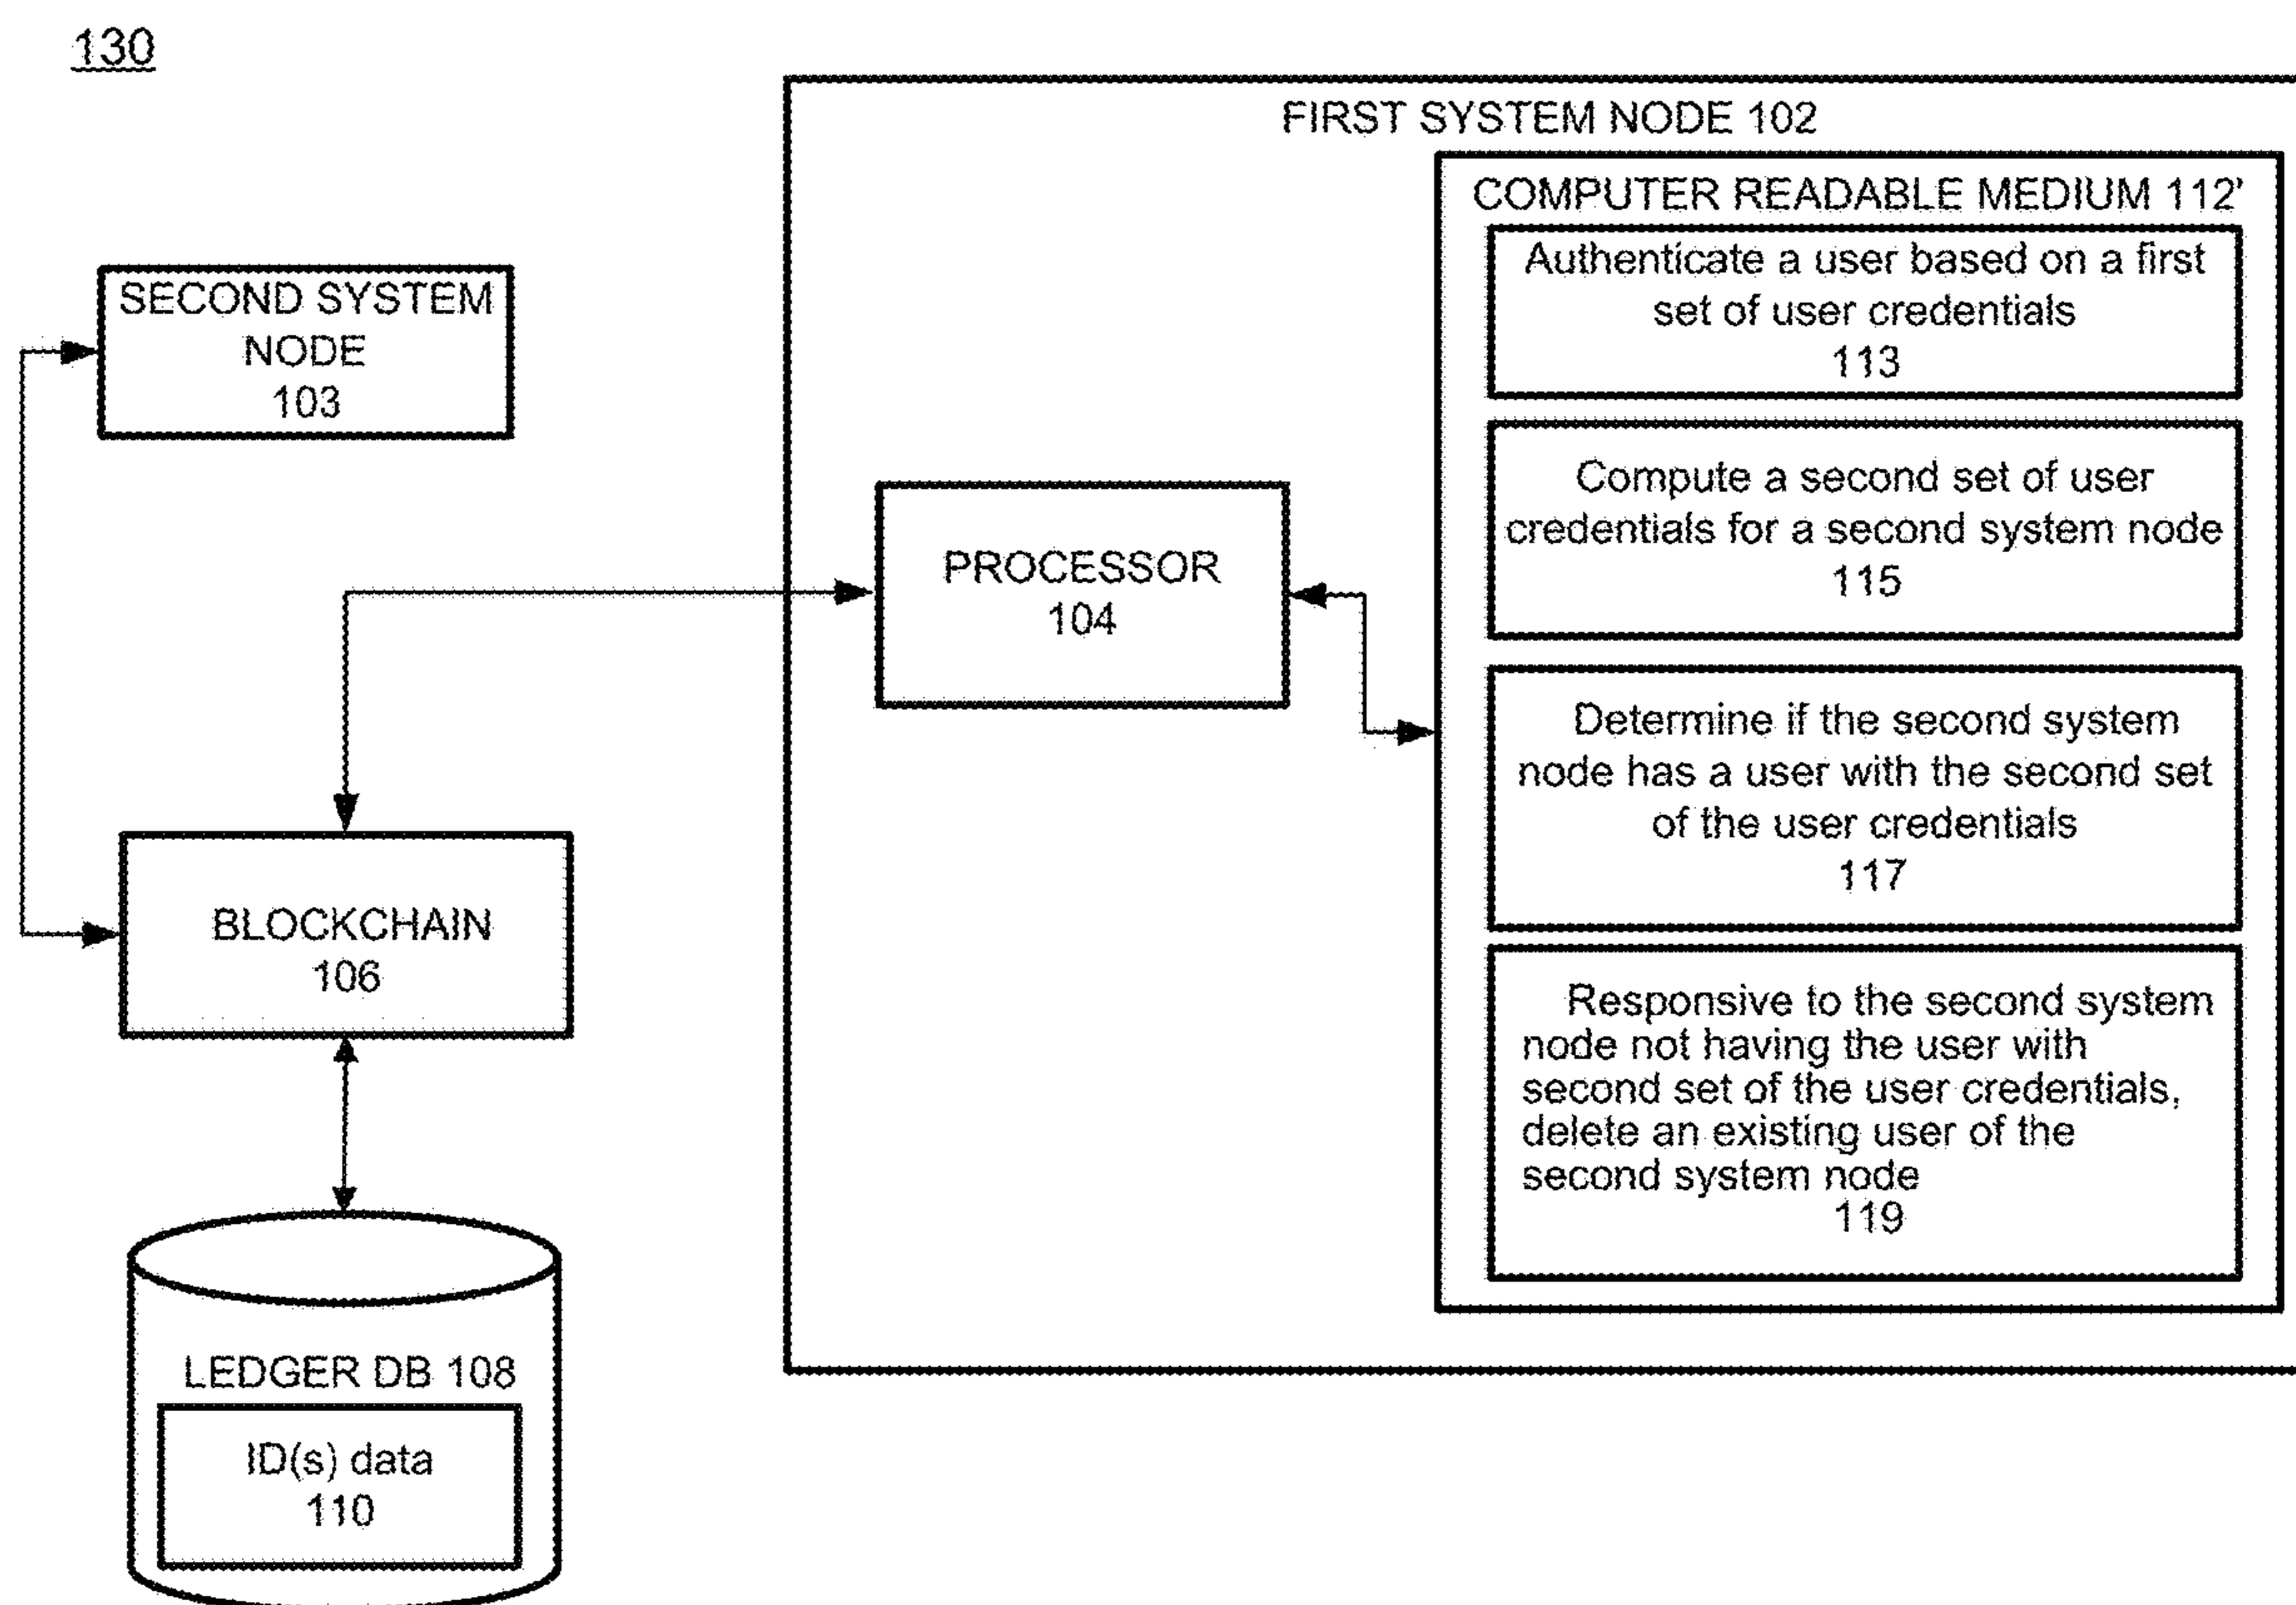 130
FIRST SYSTEM NODE 102
COMPUTER READABLE MEDIUM 112'
Authenticate a user based on a first
set of user credentials
113
Compute a second set of user
credentials for a second system node
115
Determine if the second system
node has a user with the second set
of the user credentials
117
Responsive to the second system
node not having the user with
second set of the user credentials,
delete an existing user of the
second system node
119
SECOND SYSTEM
NODE
103
PROCESSOR
104
BLOCKCHAIN
106
LEDGER DB 108
ID(s) data
110